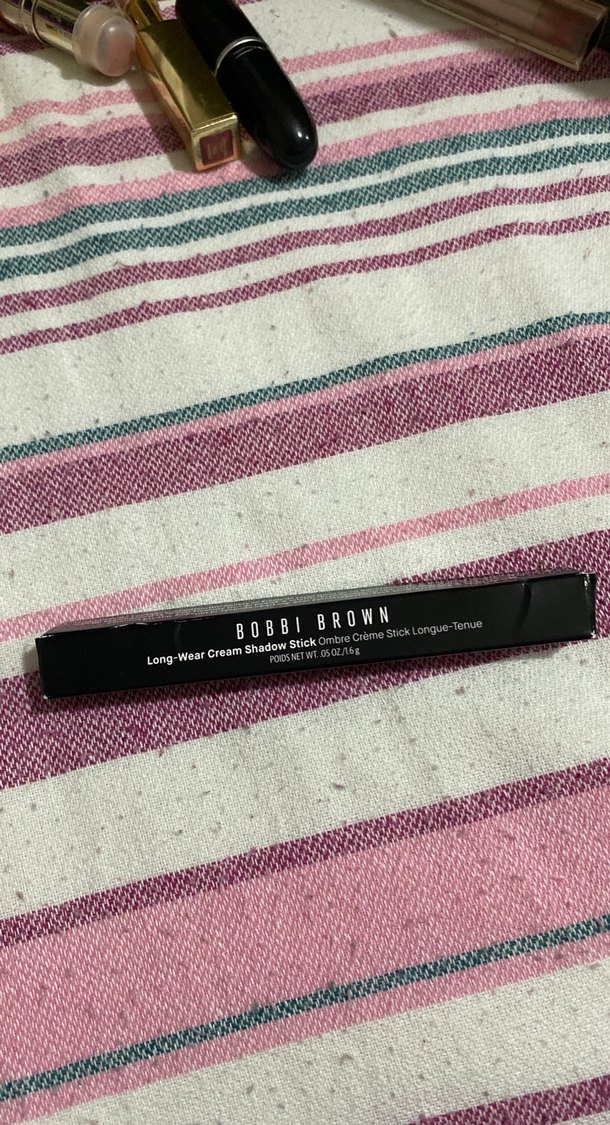 BOBBI BROWN
Long-Wear Cream Shadow Stick Ombre Crème Stick Longue-Tenue
POIDS NET WT. .05 OZ./1.6 g